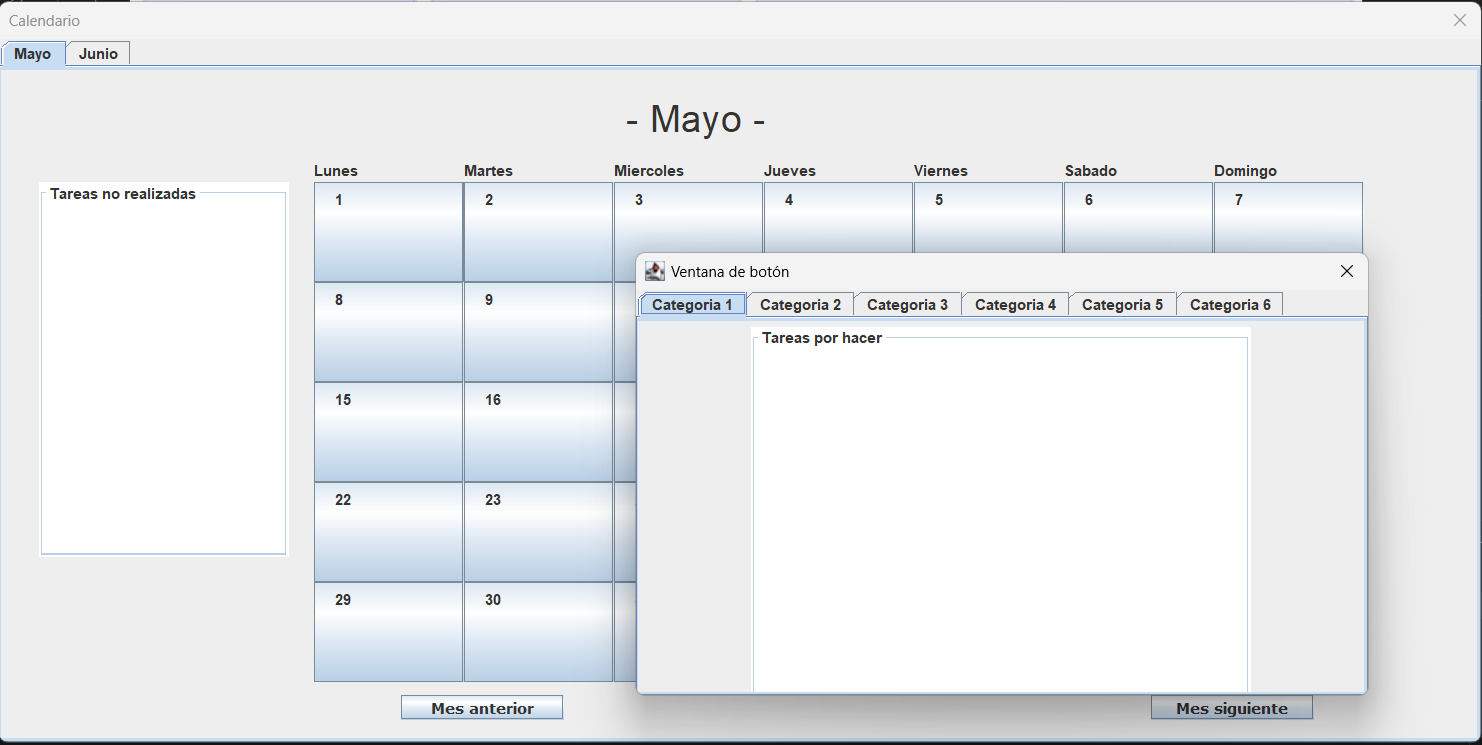 Calendario
Mayo Junio
- Mayo -
Lunes Martes Miercoles Jueves Viernes Sabado Domingo
Tareas no realizadas
1 2 3 4 5 6 7
Ventana de botón
8 9
Categoria 1 Categoria 2 Categoria 3 Categoria 4 Categoria 5 Categoria 6
Tareas por hacer
15 16
22 23
29 30
Mes anterior Mes siguiente